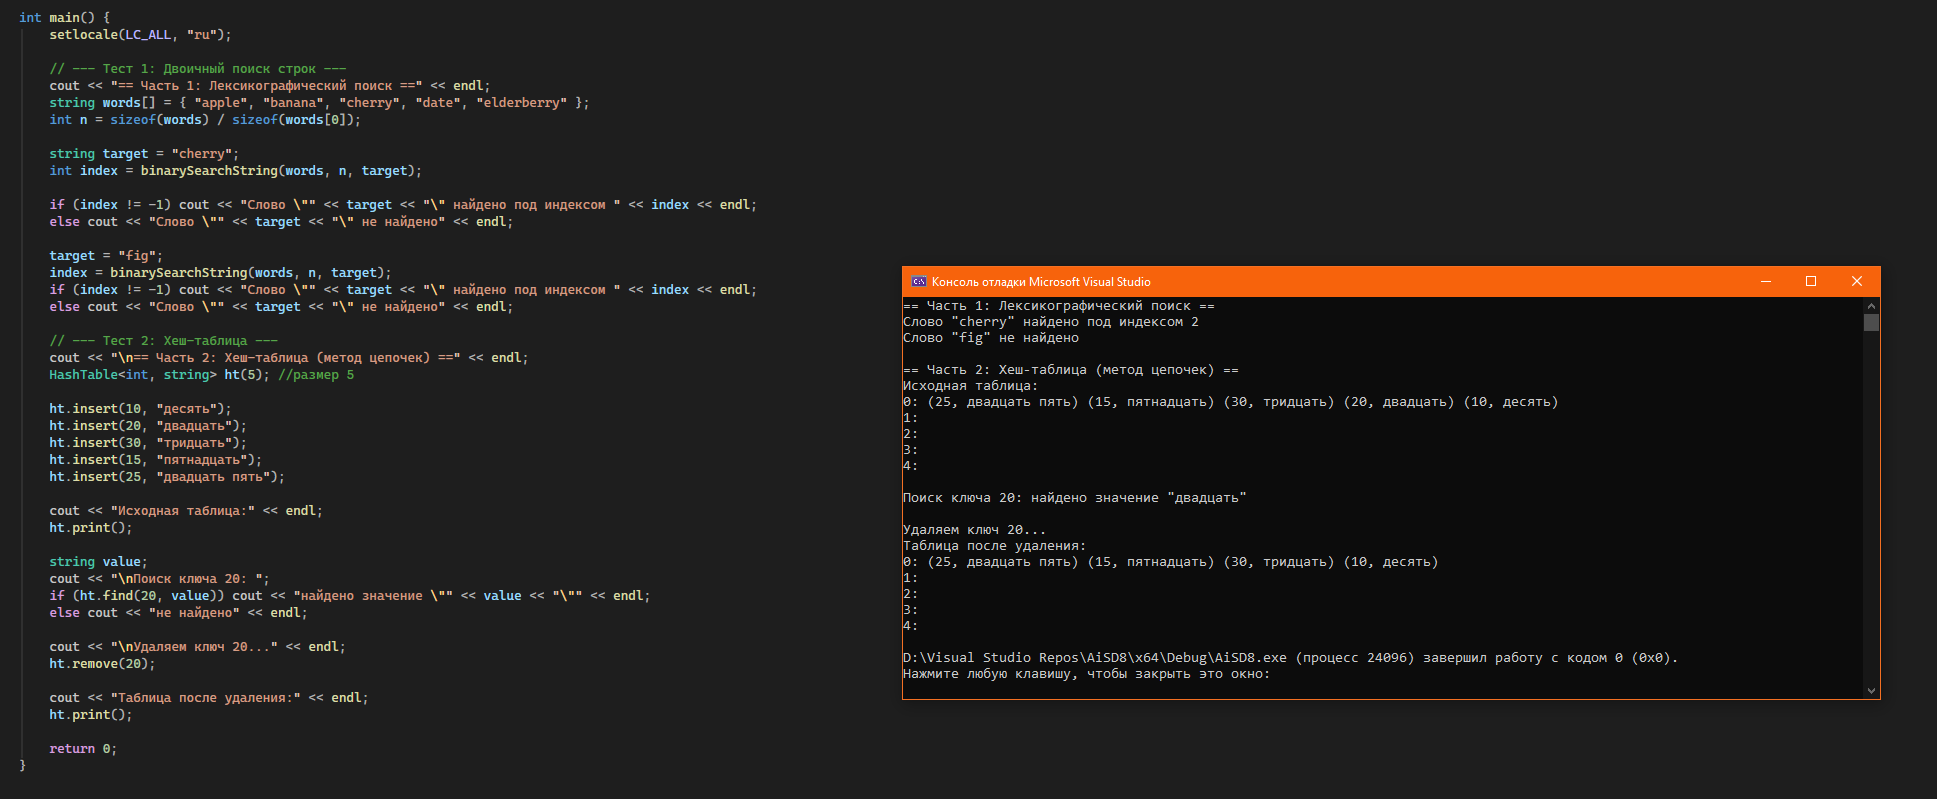 int main() {
    setlocale(LC_ALL, "ru");

    // --- Тест 1: Двоичный поиск строк ---
    cout << "== Часть 1: Лексикографический поиск ==" << endl;
    string words[] = { "apple", "banana", "cherry", "date", "elderberry" };
    int n = sizeof(words) / sizeof(words[0]);

    string target = "cherry";
    int index = binarySearchString(words, n, target);

    if (index != -1) cout << "Слово \"" << target << "\" найдено под индексом " << index << endl;
    else cout << "Слово \"" << target << "\" не найдено" << endl;

    target = "fig";
    index = binarySearchString(words, n, target);
    if (index != -1) cout << "Слово \"" << target << "\" найдено под индексом " << index << endl;
    else cout << "Слово \"" << target << "\" не найдено" << endl;

    // --- Тест 2: Хеш-таблица ---
    cout << "\n== Часть 2: Хеш-таблица (метод цепочек) ==" << endl;
    HashTable<int, string> ht(5); //размер 5

    ht.insert(10, "десять");
    ht.insert(20, "двадцать");
    ht.insert(30, "тридцать");
    ht.insert(15, "пятнадцать");
    ht.insert(25, "двадцать пять");

    cout << "Исходная таблица:" << endl;
    ht.print();

    string value;
    cout << "\nПоиск ключа 20: ";
    if (ht.find(20, value)) cout << "найдено значение \"" << value << "\"" << endl;
    else cout << "не найдено" << endl;

    cout << "\nУдаляем ключ 20..." << endl;
    ht.remove(20);

    cout << "Таблица после удаления:" << endl;
    ht.print();

    return 0;
}
Консоль отладки Microsoft Visual Studio
== Часть 1: Лексикографический поиск ==
Слово "cherry" найдено под индексом 2
Слово "fig" не найдено

== Часть 2: Хеш-таблица (метод цепочек) ==
Исходная таблица:
0: (25, двадцать пять) (15, пятнадцать) (30, тридцать) (20, двадцать) (10, десять)
1:
2:
3:
4:

Поиск ключа 20: найдено значение "двадцать"

Удаляем ключ 20...
Таблица после удаления:
0: (25, двадцать пять) (15, пятнадцать) (30, тридцать) (10, десять)
1:
2:
3:
4:

D:\Visual Studio Repos\AiSD8\x64\Debug\AiSD8.exe (процесс 24096) завершил работу с кодом 0 (0x0).
Нажмите любую клавишу, чтобы закрыть это окно: